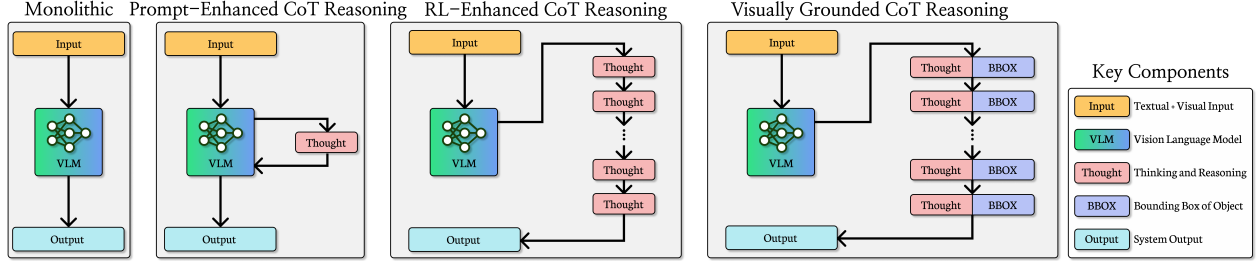 Monolithic
Input
VLM
Output
Prompt-Enhanced CoT Reasoning
Input
VLM
Thought
Output
RL-Enhanced CoT Reasoning
Input
VLM
Thought
Thought
Thought
Thought
Output
Visually Grounded CoT Reasoning
Input
VLM
Thought BBOX
Thought BBOX
Thought BBOX
Thought BBOX
Output
Key Components
Input Textual + Visual Input
VLM Vision Language Model
Thought Thinking and Reasoning
BBOX Bounding Box of Object
Output System Output